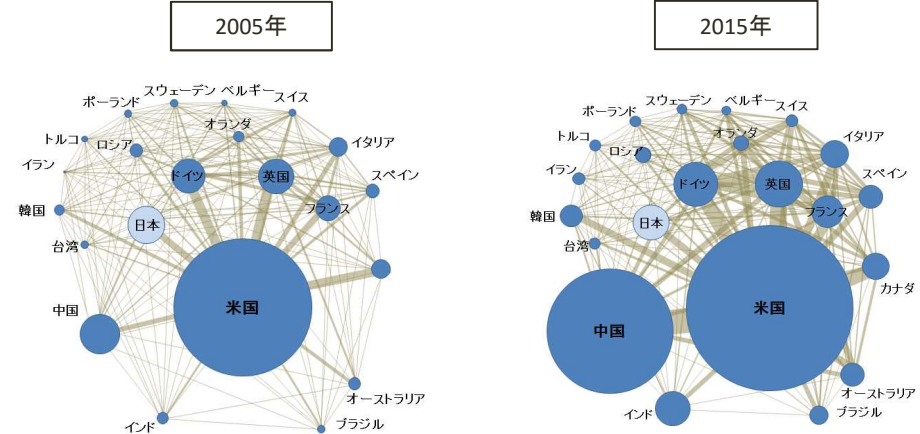 2005年
2015年
スウェーデン ベルギー
スイス
ポーランド
オランダ
トルコ
ロシア
イタリア
イラン
ドイツ
英国
スペイン
韓国
日本
フランス
台湾
中国
米国
オーストラリア
インド
ブラジル
スウェーデン
ベルギー
スイス
ポーランド
オランダ
トルコ
ロシア
イタリア
イラン
ドイツ
英国
スペイン
韓国
日本
フランス
台湾
カナダ
中国
米国
オーストラリア
インド
ブラジル